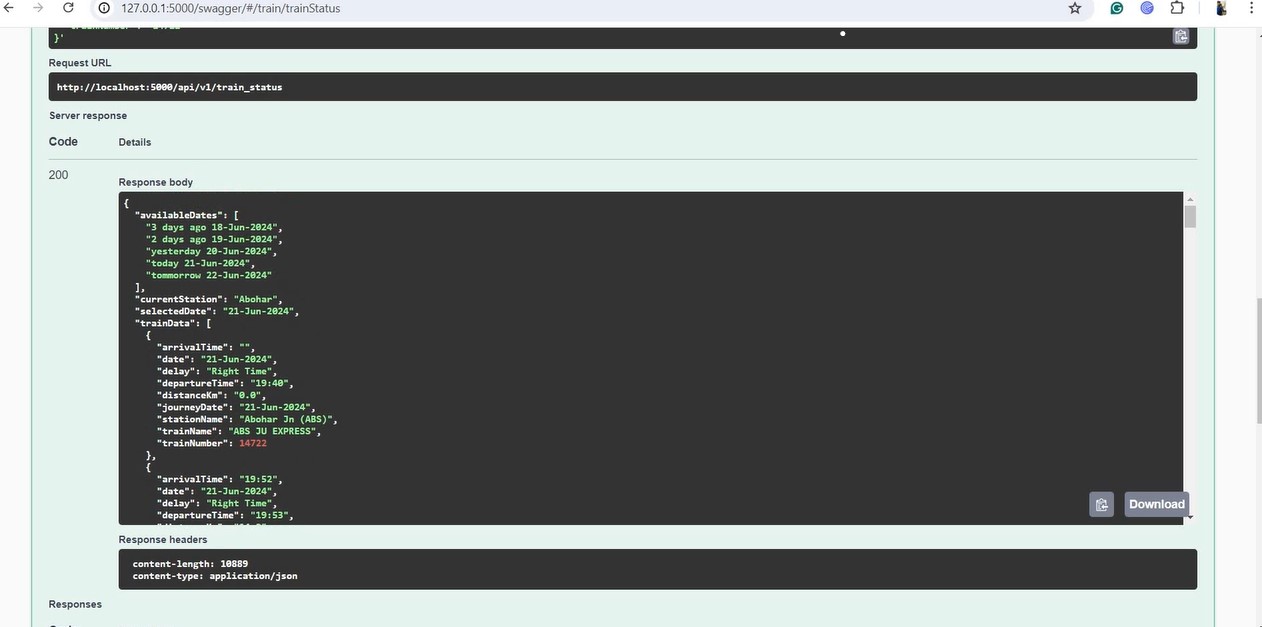 127.0.0.1:5000/swagger/#/train/trainStatus
}'
Request URL
http://localhost:5000/api/v1/train_status
Server response
Code Details
200
Response body
{
"availableDates": [
"3 days ago 18-Jun-2024",
"2 days ago 19-Jun-2024",
"yesterday 20-Jun-2024",
"today 21-Jun-2024",
"tommorrow 22-Jun-2024"
],
"currentStation": "Abohar",
"selectedDate": "21-Jun-2024",
"trainData": [
{
"arrivalTime": "",
"date": "21-Jun-2024",
"delay": "Right Time",
"departureTime": "19:40",
"distanceKm": "0.0",
"journeyDate": "21-Jun-2024",
"stationName": "Abohar Jn (ABS)",
"trainName": "ABS JU EXPRESS",
"trainNumber": 14722
},
{
"arrivalTime": "19:52",
"date": "21-Jun-2024",
"delay": "Right Time",
"departureTime": "19:53",
Download
Response headers
content-length: 10889
content-type: application/json
Responses